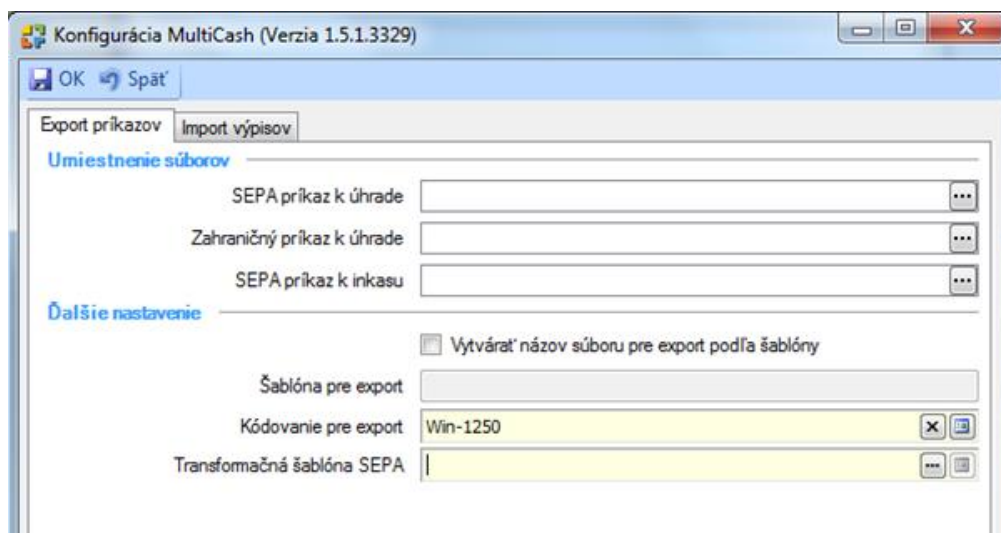 Konfigurácia MultiCash (Verzia 1.5.1.3329)
OK Späť
Export príkazov Import výpisov
Umiestnenie súborov
SEPA príkaz k úhrade
Zahraničný príkaz k úhrade
SEPA príkaz k inkasu
Ďalšie nastavenie
Vytvárať názov súboru pre export podľa šablóny
Šablóna pre export
Kódovanie pre export Win-1250
Transformačná šablóna SEPA